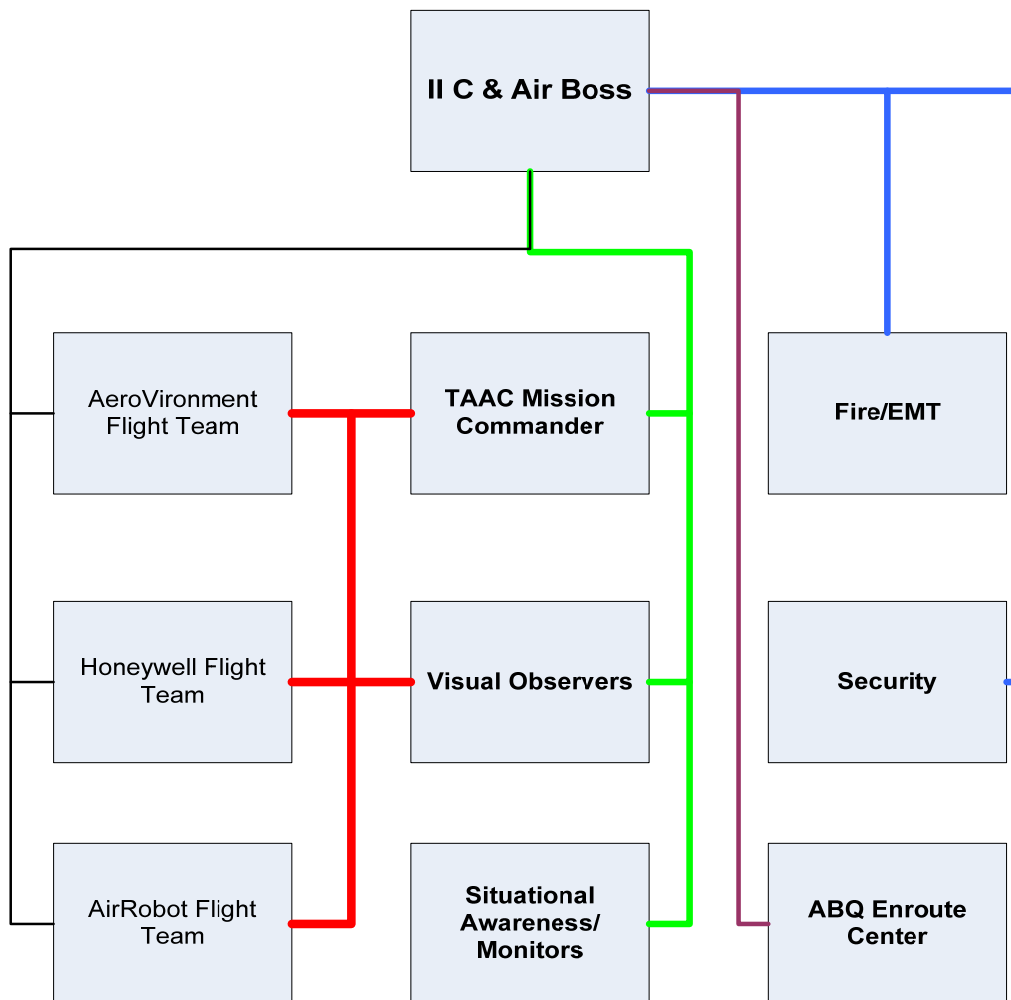 II C & Air Boss
AeroVironment
Flight Team
TAAC Mission
Commander
Fire/EMT
Honeywell Flight
Team
Visual Observers
Security
AirRobot Flight
Team
Situational
Awareness/
Monitors
ABQ Enroute
Center